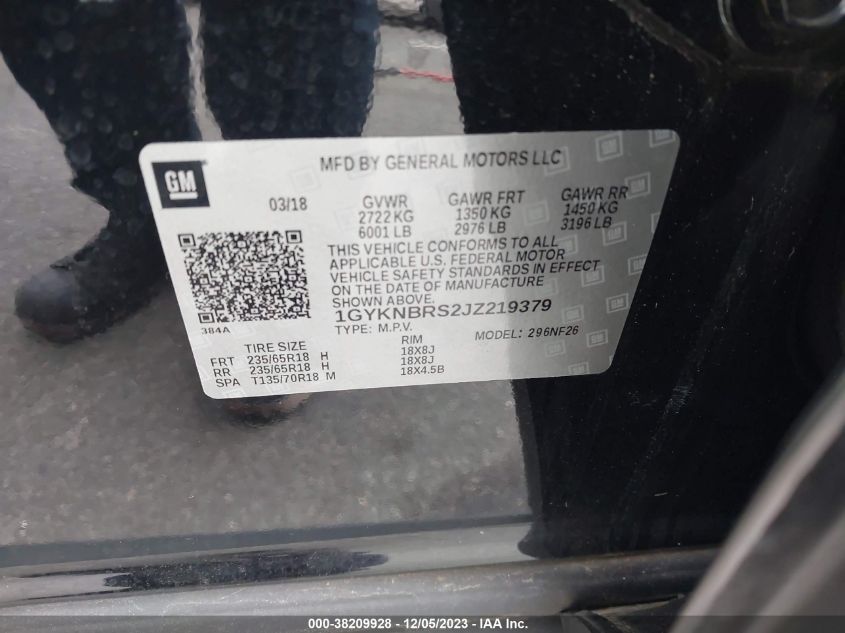 GM
MFD BY GENERAL MOTORS LLC
03/18
GVWR
2722 KG
6001 LB
GAWR FRT
1350 KG
2976 LB
GAWR RR
1450 KG
3196 LB
THIS VEHICLE CONFORMS TO ALL
APPLICABLE U.S. FEDERAL MOTOR
VEHICLE SAFETY STANDARDS IN EFFECT
ON THE DATE OF MANUFACTURE
SHOWN ABOVE.
1GYKNBRS2JZ219379
TYPE: M.P.V. MODEL: 296NF26
384A
TIRE SIZE RIM
FRT 235/65R18 H 18X8J
RR 235/65R18 H 18X8J
SPA T135/70R18 M 18X4.5B
000-38209928 - 12/05/2023 - IAA Inc.